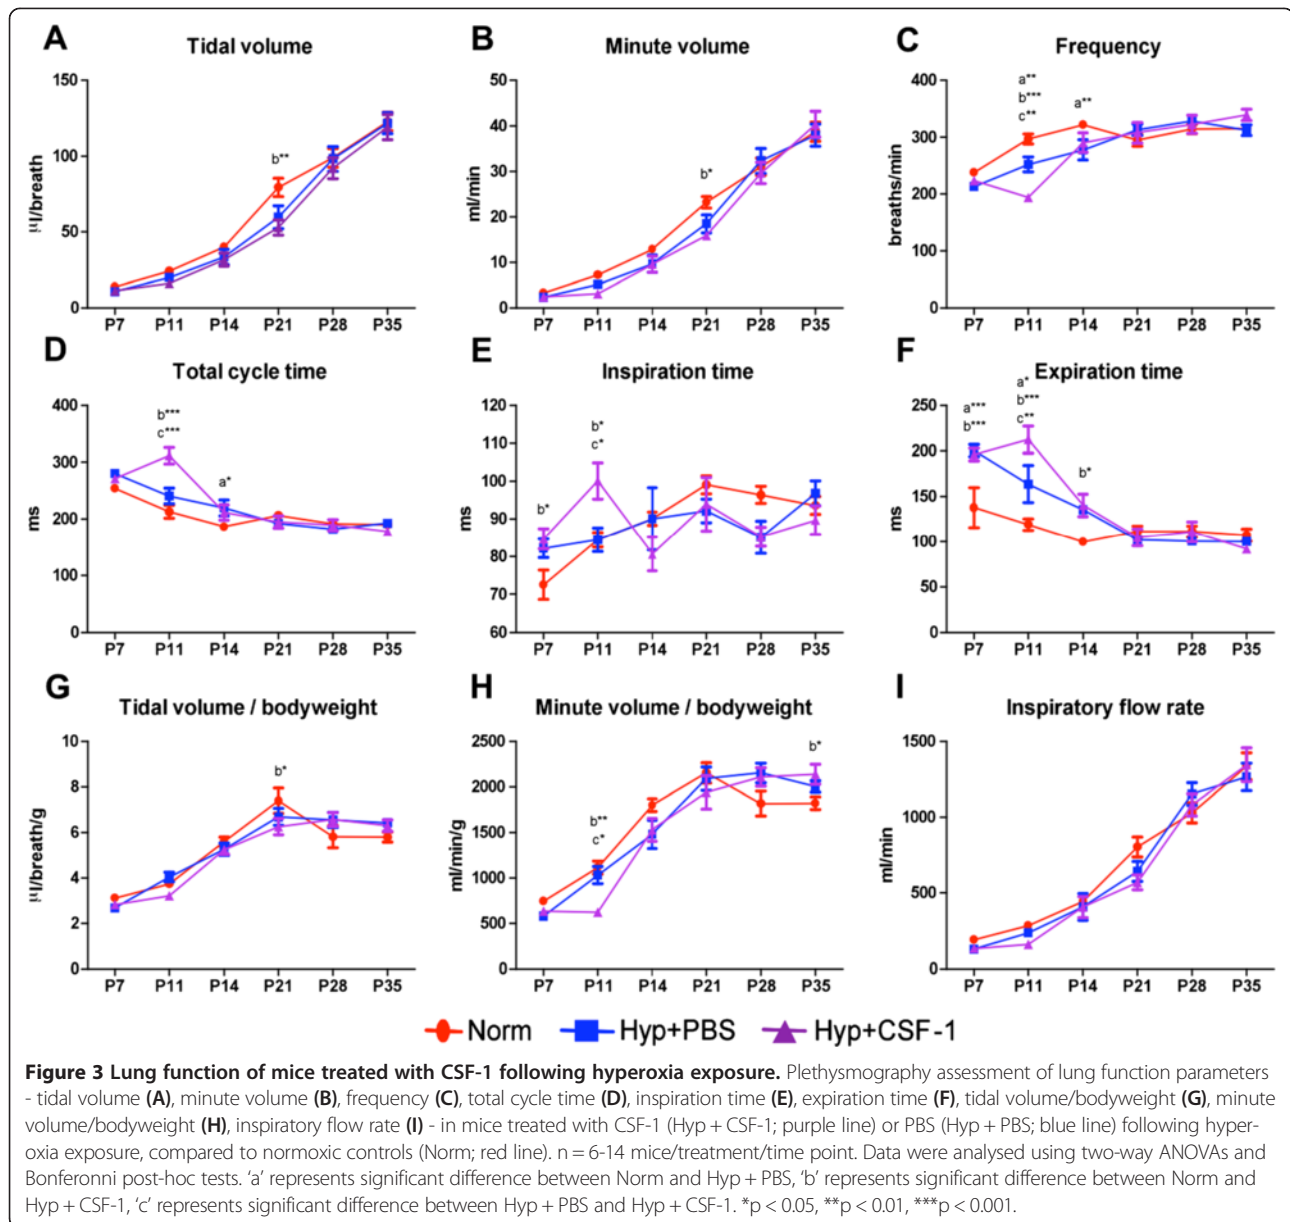 A
Tidal volume
µl/breath
150
100
50
0
b**
P7 P11 P14 P21 P28 P35
B
Minute volume
ml/min
50
40
30
20
10
0
b*
P7 P11 P14 P21 P28 P35
C
Frequency
breaths/min
400
300
200
100
0
a**
b***
c**
a**
P7 P11 P14 P21 P28 P35
D
Total cycle time
ms
400
300
200
100
0
b***
c***
a*
P7 P11 P14 P21 P28 P35
E
Inspiration time
ms
120
110
100
90
80
70
60
b*
b*
c*
P7 P11 P14 P21 P28 P35
F
Expiration time
ms
250
200
150
100
50
0
a***
b***
a*
b***
c**
b*
P7 P11 P14 P21 P28 P35
G
Tidal volume / bodyweight
µl/breath/g
10
8
6
4
2
0
b*
P7 P11 P14 P21 P28 P35
H
Minute volume / bodyweight
ml/min/g
2500
2000
1500
1000
500
0
b**
c*
b*
P7 P11 P14 P21 P28 P35
I
Inspiratory flow rate
ml/min
1500
1000
500
0
P7 P11 P14 P21 P28 P35
Norm Hyp+PBS Hyp+CSF-1
Figure 3 Lung function of mice treated with CSF-1 following hyperoxia exposure. Plethysmography assessment of lung function parameters
- tidal volume (A), minute volume (B), frequency (C), total cycle time (D), inspiration time (E), expiration time (F), tidal volume/bodyweight (G), minute
volume/bodyweight (H), inspiratory flow rate (I) - in mice treated with CSF-1 (Hyp + CSF-1; purple line) or PBS (Hyp + PBS; blue line) following hyper-
oxia exposure, compared to normoxic controls (Norm; red line). n = 6-14 mice/treatment/time point. Data were analysed using two-way ANOVAs and
Bonferonni post-hoc tests. ‘a’ represents significant difference between Norm and Hyp + PBS, ‘b’ represents significant difference between Norm and
Hyp + CSF-1, ‘c’ represents significant difference between Hyp + PBS and Hyp + CSF-1. *p < 0.05, **p < 0.01, ***p < 0.001.